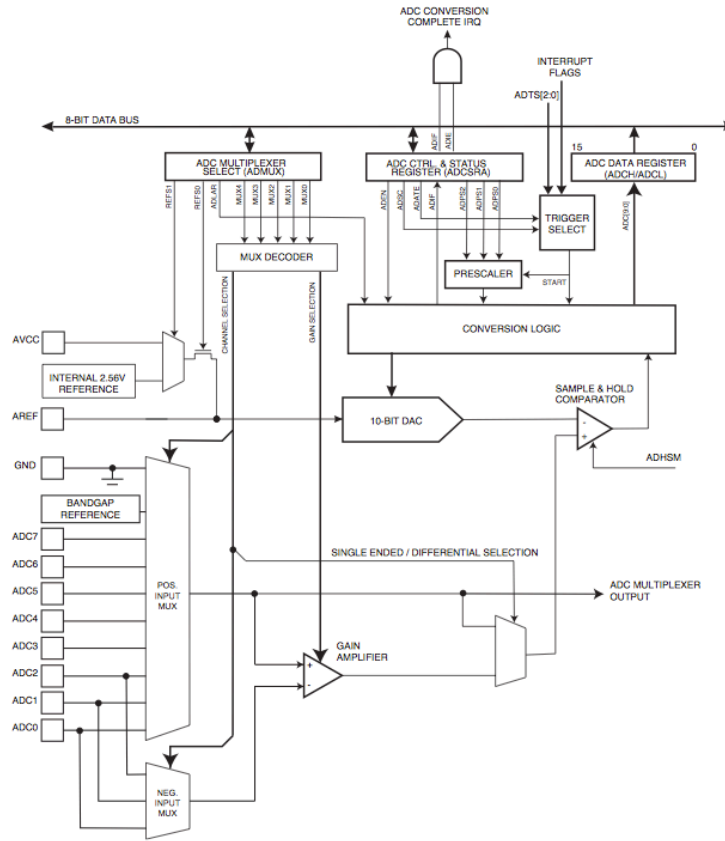 ADC CONVERSION
COMPLETE IRQ
INTERRUPT
FLAGS
ADTS[2:0]
8-BIT DATA BUS
ADIF
ADIE
15
0
ADC MULTIPLEXER
SELECT (ADMUX)
ADC CTRL. & STATUS
REGISTER (ADCSRA)
ADC DATA REGISTER
(ADCH/ADCL)
REFS1
REFS0
ADLAR
MUX4
MUX3
MUX2
MUX1
MUX0
ADEN
ADSC
ADATE
ADIF
ADPS2
ADPS1
ADPS0
ADC[9:0]
TRIGGER
SELECT
MUX DECODER
PRESCALER
START
CHANNEL SELECTION
GAIN SELECTION
CONVERSION LOGIC
AVCC
INTERNAL 2.56V
REFERENCE
SAMPLE & HOLD
COMPARATOR
AREF
10-BIT DAC
-
+
GND
ADHSM
BANDGAP
REFERENCE
ADC7
SINGLE ENDED / DIFFERENTIAL SELECTION
ADC6
ADC5
POS.
INPUT
MUX
ADC MULTIPLEXER
OUTPUT
ADC4
ADC3
GAIN
AMPLIFIER
ADC2
+
-
ADC1
ADC0
NEG.
INPUT
MUX